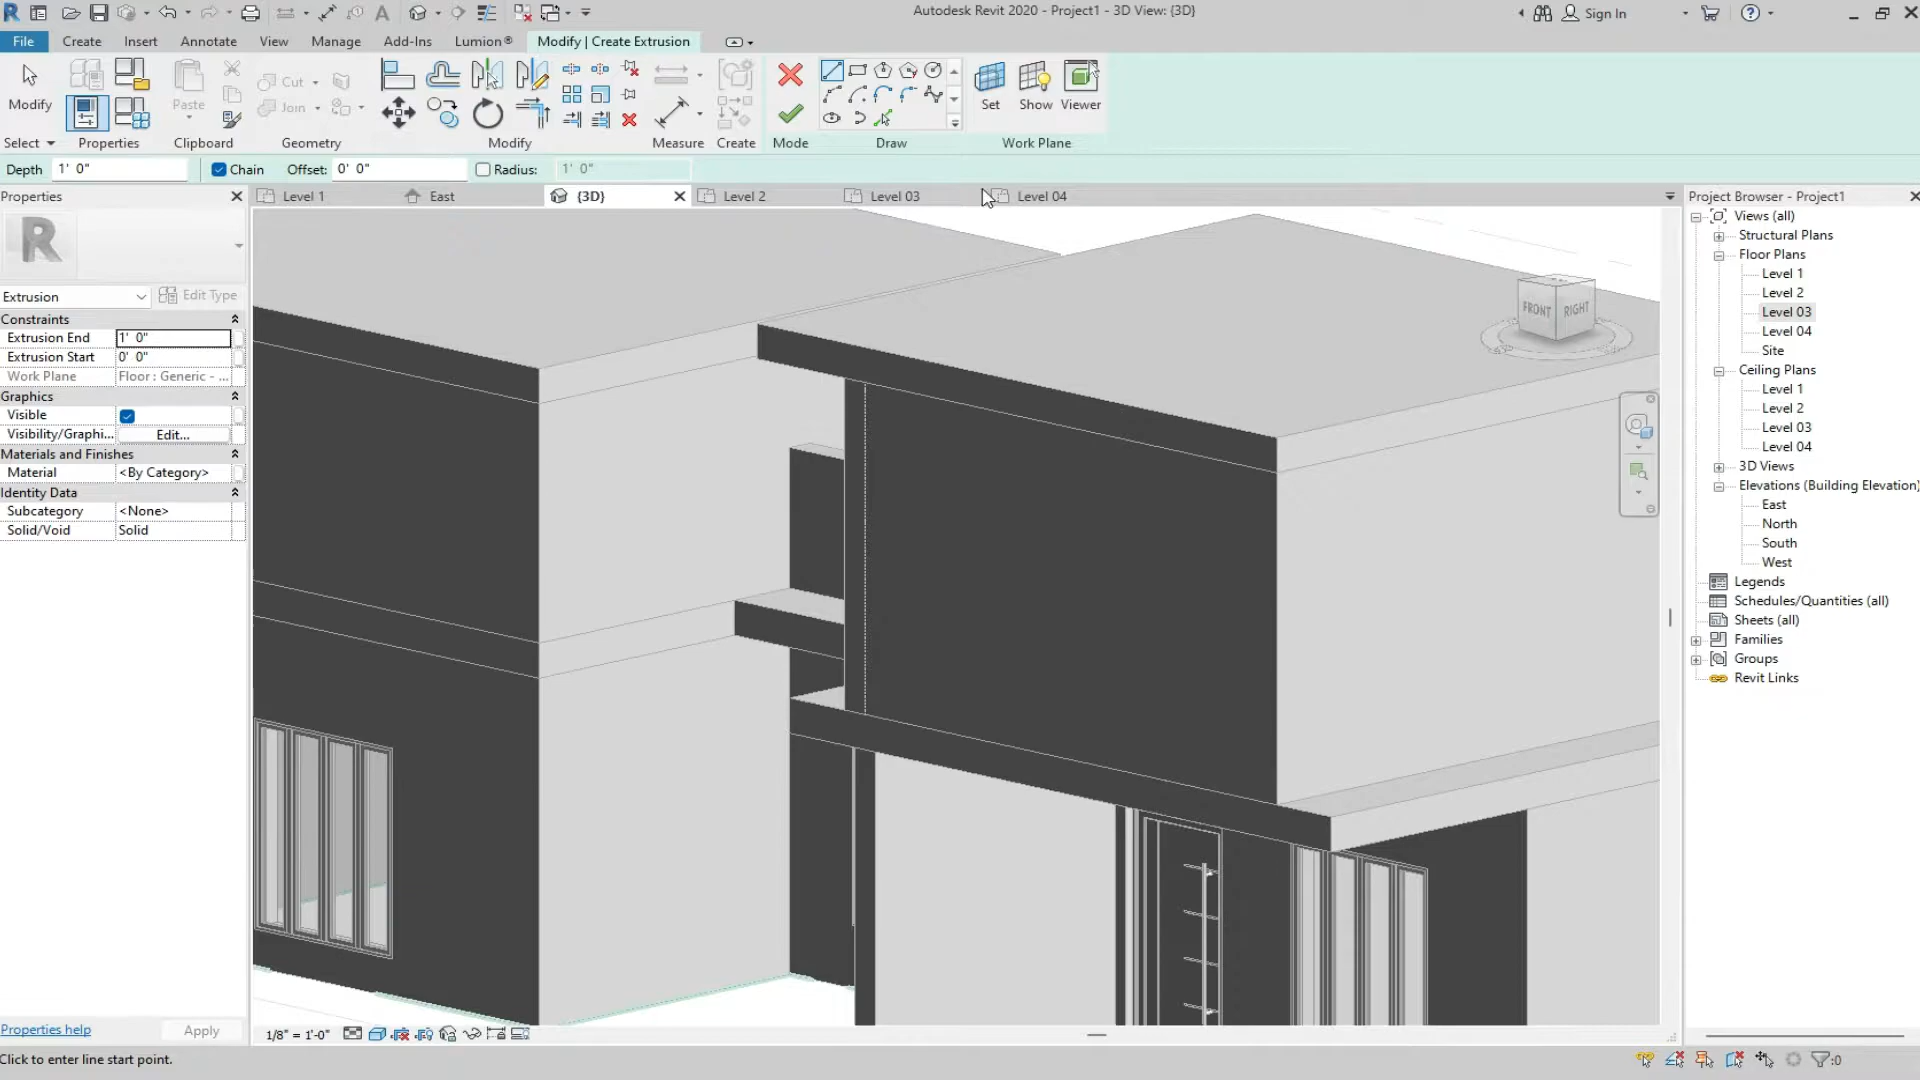 Autodesk Revit 2020 - Project1 - 3D View: {3D}
Sign In
File
Create
Insert
Annotate
View
Manage
Add-Ins
Lumion®
Modify | Create Extrusion
Modify
Paste
Cut
Join
Set
Show
Viewer
Select
Properties
Clipboard
Geometry
Modify
Measure
Create
Mode
Draw
Work Plane
Depth 1' 0"
Chain
Offset: 0' 0"
Radius: 1' 0"
Properties
Level 1
East
{3D}
Level 2
Level 03
Level 04
Project Browser - Project1
Extrusion
Edit Type
Constraints
Extrusion End 1' 0"
Extrusion Start 0' 0"
Work Plane Floor : Generic - ...
Graphics
Visible
Visibility/Graphi... Edit...
Materials and Finishes
Material <By Category>
Identity Data
Subcategory <None>
Solid/Void Solid
FRONT
RIGHT
Views (all)
Structural Plans
Floor Plans
Level 1
Level 2
Level 03
Level 04
Site
Ceiling Plans
Level 1
Level 2
Level 03
Level 04
3D Views
Elevations (Building Elevation)
East
North
South
West
Legends
Schedules/Quantities (all)
Sheets (all)
Families
Groups
Revit Links
Properties help
Apply
1/8" = 1'-0"
Click to enter line start point.
:0